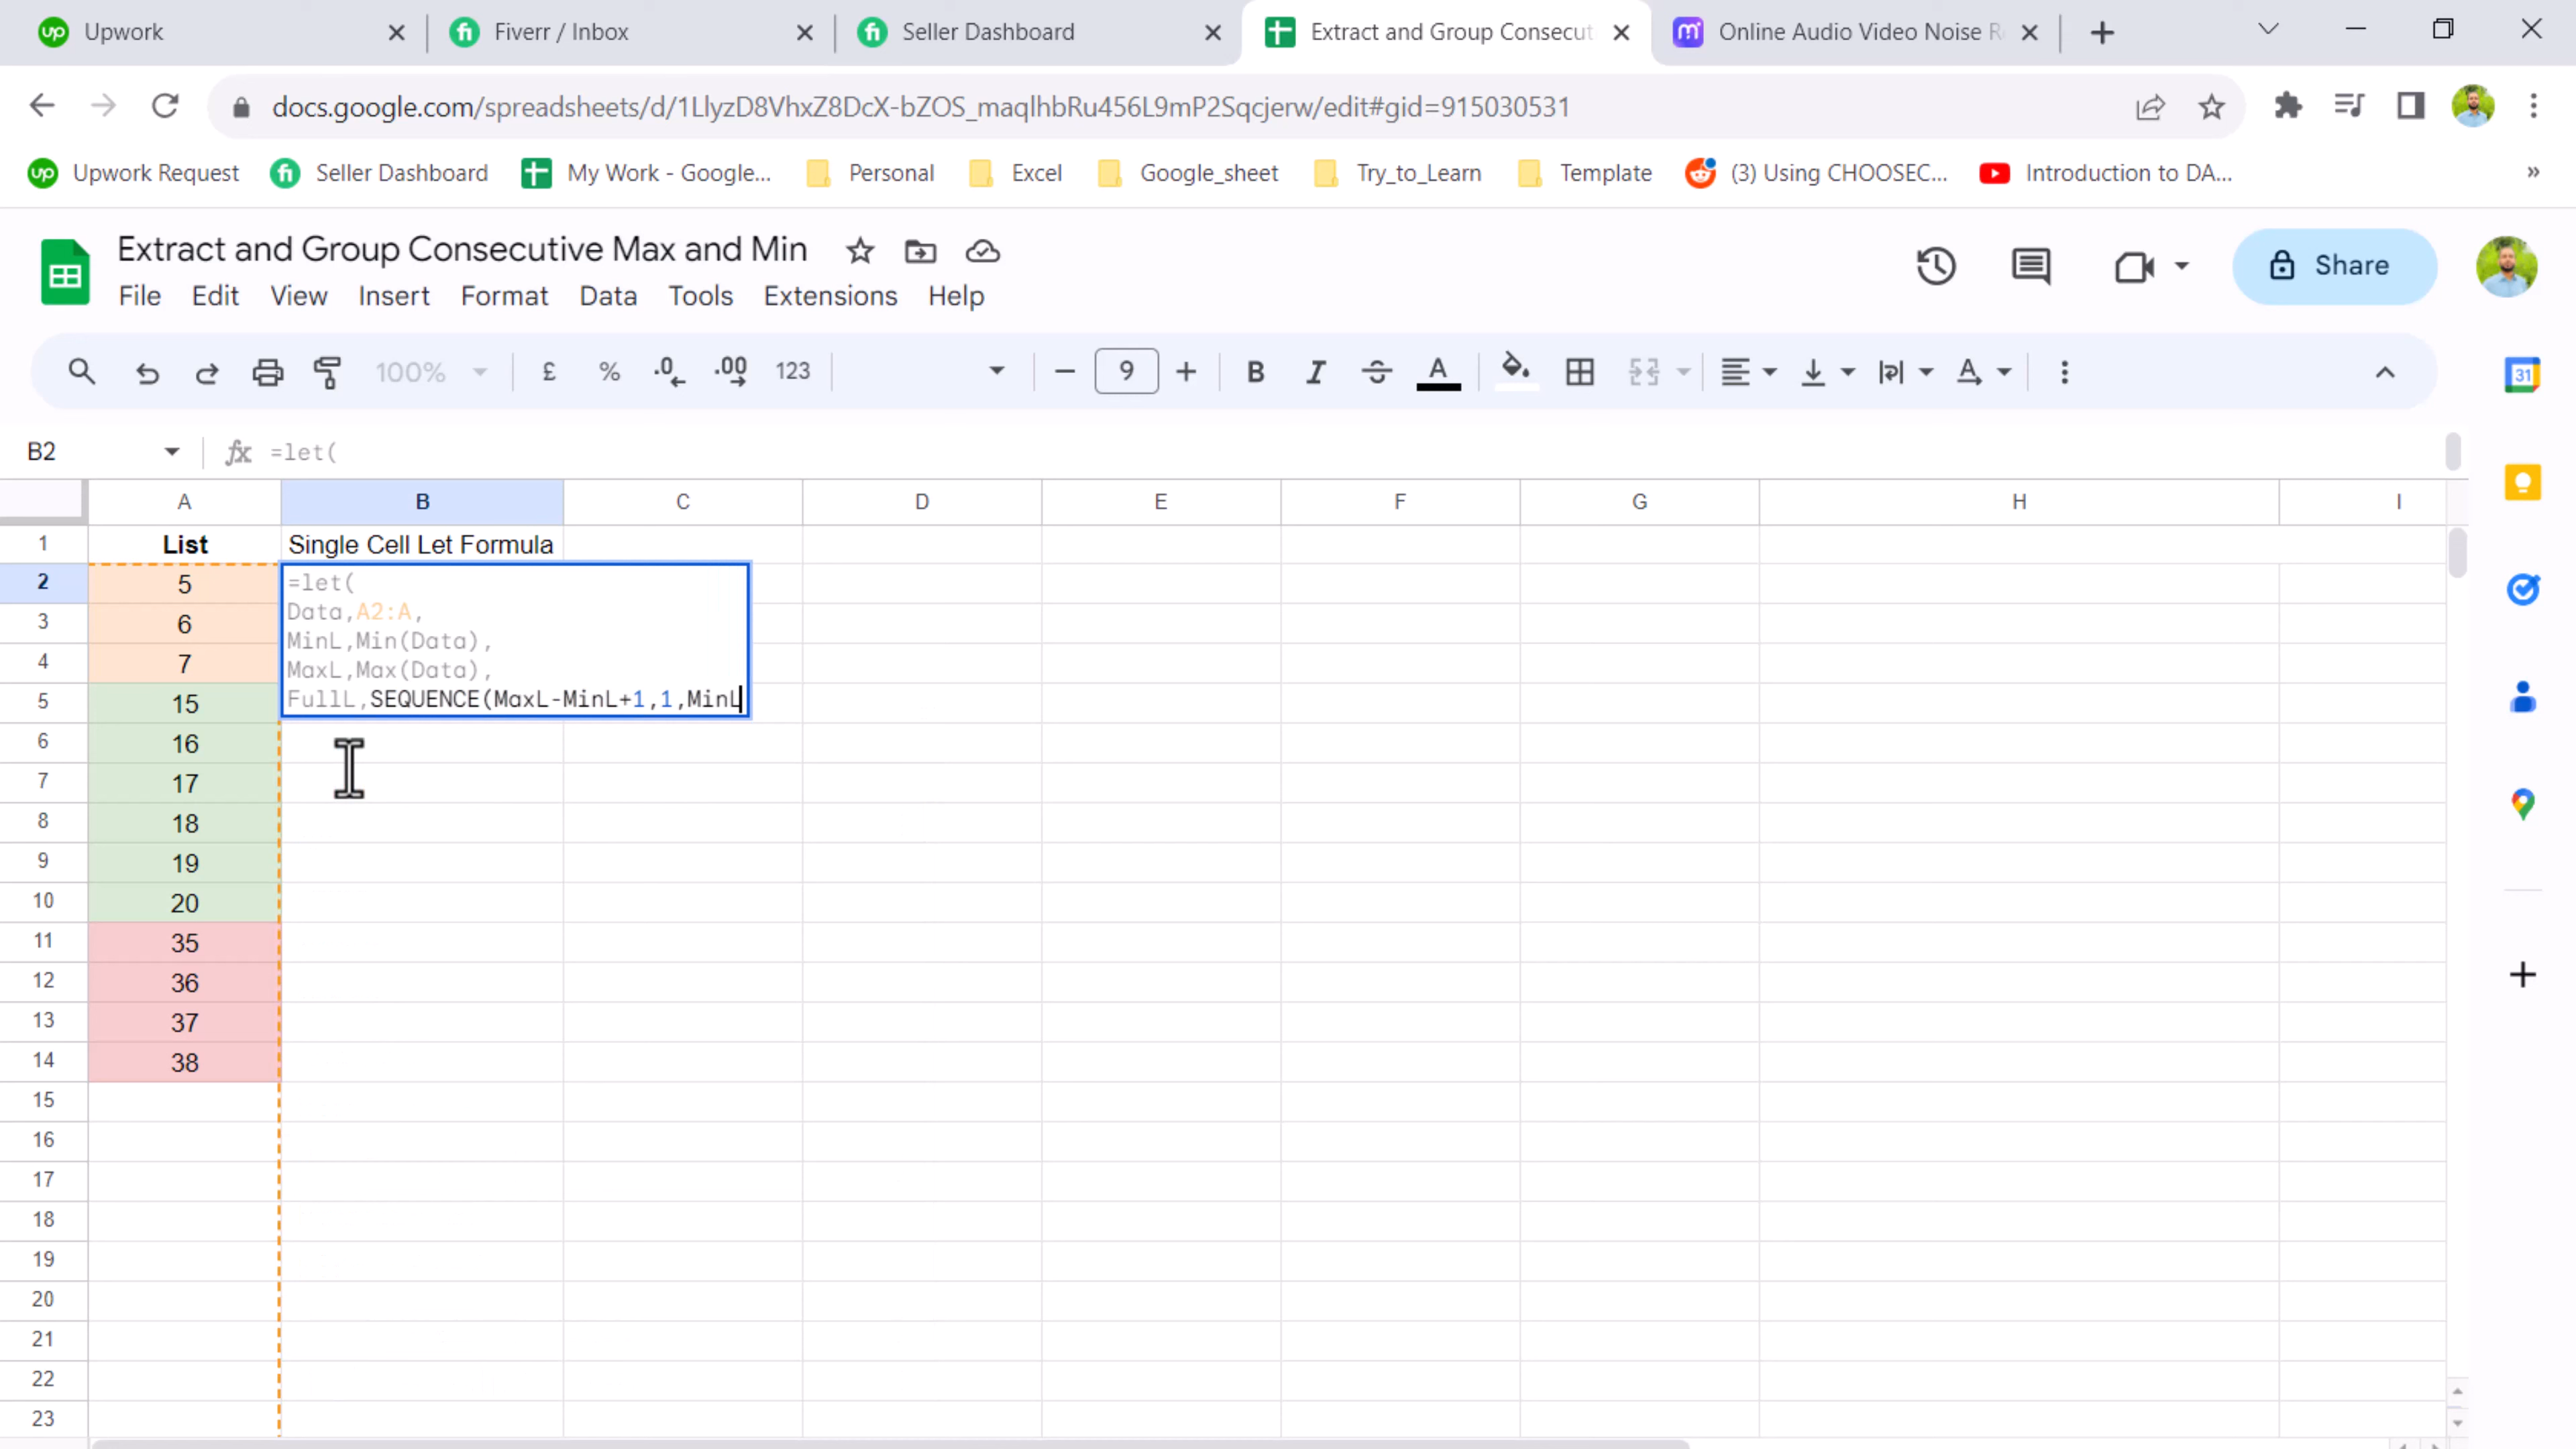 Upwork
Fiverr / Inbox
Seller Dashboard
Extract and Group Consecut
Online Audio Video Noise R
docs.google.com/spreadsheets/d/1LlyzD8VhxZ8DcX-bZOS_maqlhbRu456L9mP2Sqcjerw/edit#gid=915030531
Upwork Request
Seller Dashboard
My Work - Google...
Personal
Excel
Google_sheet
Try_to_Learn
Template
(3) Using CHOOSEC...
Introduction to DA...
»
Extract and Group Consecutive Max and Min
File Edit View Insert Format Data Tools Extensions Help
Share
100% £ % .0 .00 123 9 B I A
31
B2 fx =let(
A B C D E F G H I
1 List Single Cell Let Formula
2 5 =let(
Data,A2:A,
3 6 MinL,Min(Data),
4 7 MaxL,Max(Data),
5 15 FullL,SEQUENCE(MaxL-MinL+1,1,MinL
6 16
7 17
8 18
9 19
10 20
11 35
12 36
13 37
14 38
15
16
17
18
19
20
21
22
23